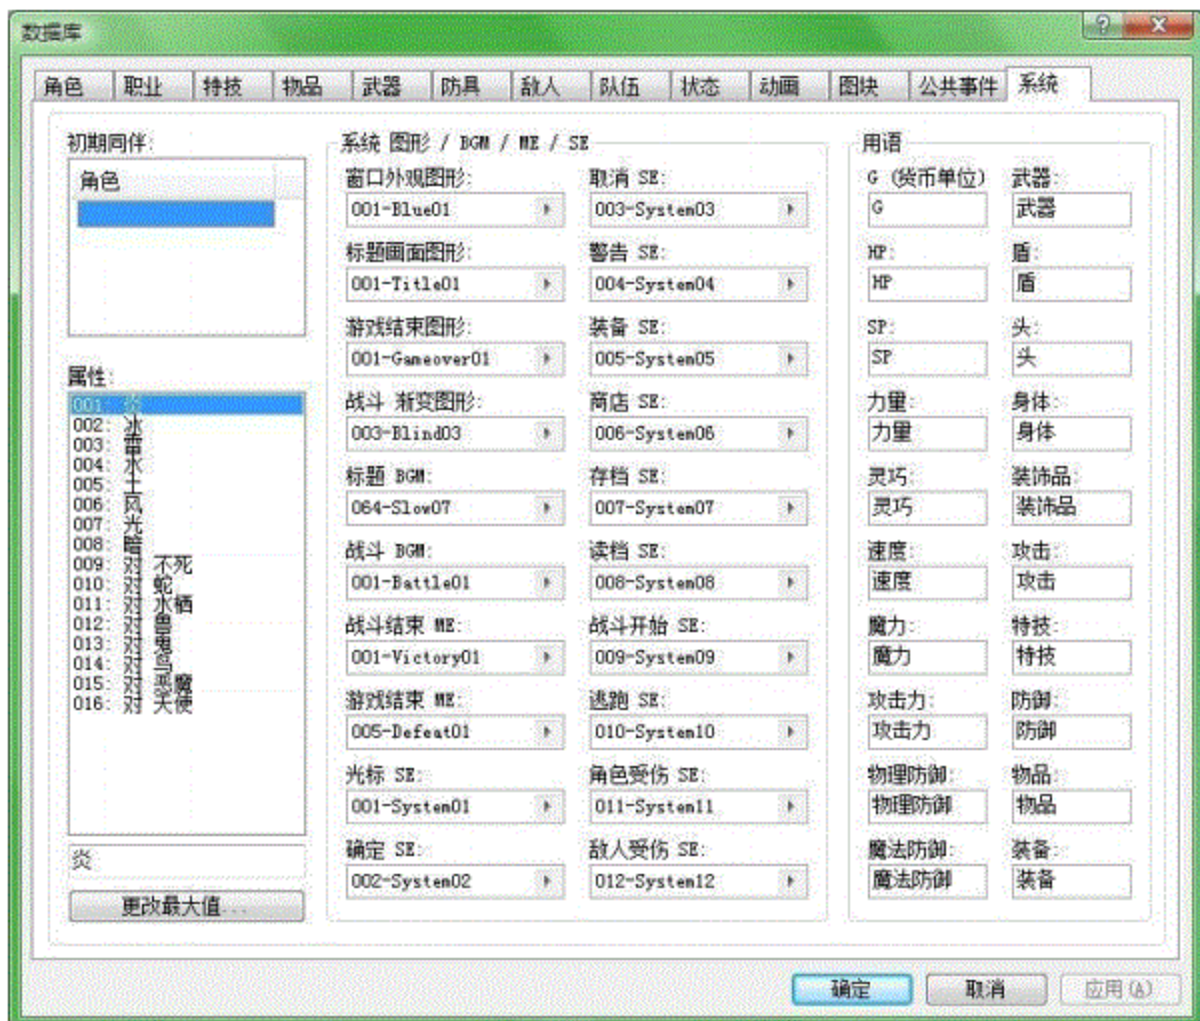 数据库
角色 职业 特技 物品 武器 防具 敌人 队伍 状态 动画 图块 公共事件 系统
初期同伴:
角色
属性:
001: 炎
002: 冰
003: 雷
004: 水
005: 土
006: 风
007: 光
008: 暗
009: 对 不死
010: 对 蛇
011: 对 水栖
012: 对 兽
013: 对 鬼
014: 对 鸟
015: 对 恶魔
016: 对 天使
炎
更改最大值...
系统 图形 / BGM / ME / SE
窗口外观图形: 取消 SE:
001-Blue01 003-System03
标题画面图形: 警告 SE:
001-Title01 004-System04
游戏结束图形: 装备 SE:
001-Gameover01 005-System05
战斗 渐变图形: 商店 SE:
003-Blind03 006-System06
标题 BGM: 存档 SE:
064-Slow07 007-System07
战斗 BGM: 读档 SE:
001-Battle01 008-System08
战斗结束 ME: 战斗开始 SE:
001-Victory01 009-System09
游戏结束 ME: 逃跑 SE:
005-Defeat01 010-System10
光标 SE: 角色受伤 SE:
001-System01 011-System11
确定 SE: 敌人受伤 SE:
002-System02 012-System12
用语
G (货币单位) 武器:
G 武器
HP: 盾:
HP 盾
SP: 头:
SP 头
力量: 身体:
力量 身体
灵巧: 装饰品:
灵巧 装饰品
速度: 攻击:
速度 攻击
魔力: 特技:
魔力 特技
攻击力: 防御:
攻击力 防御
物理防御: 物品:
物理防御 物品
魔法防御: 装备:
魔法防御 装备
确定 取消 应用(A)